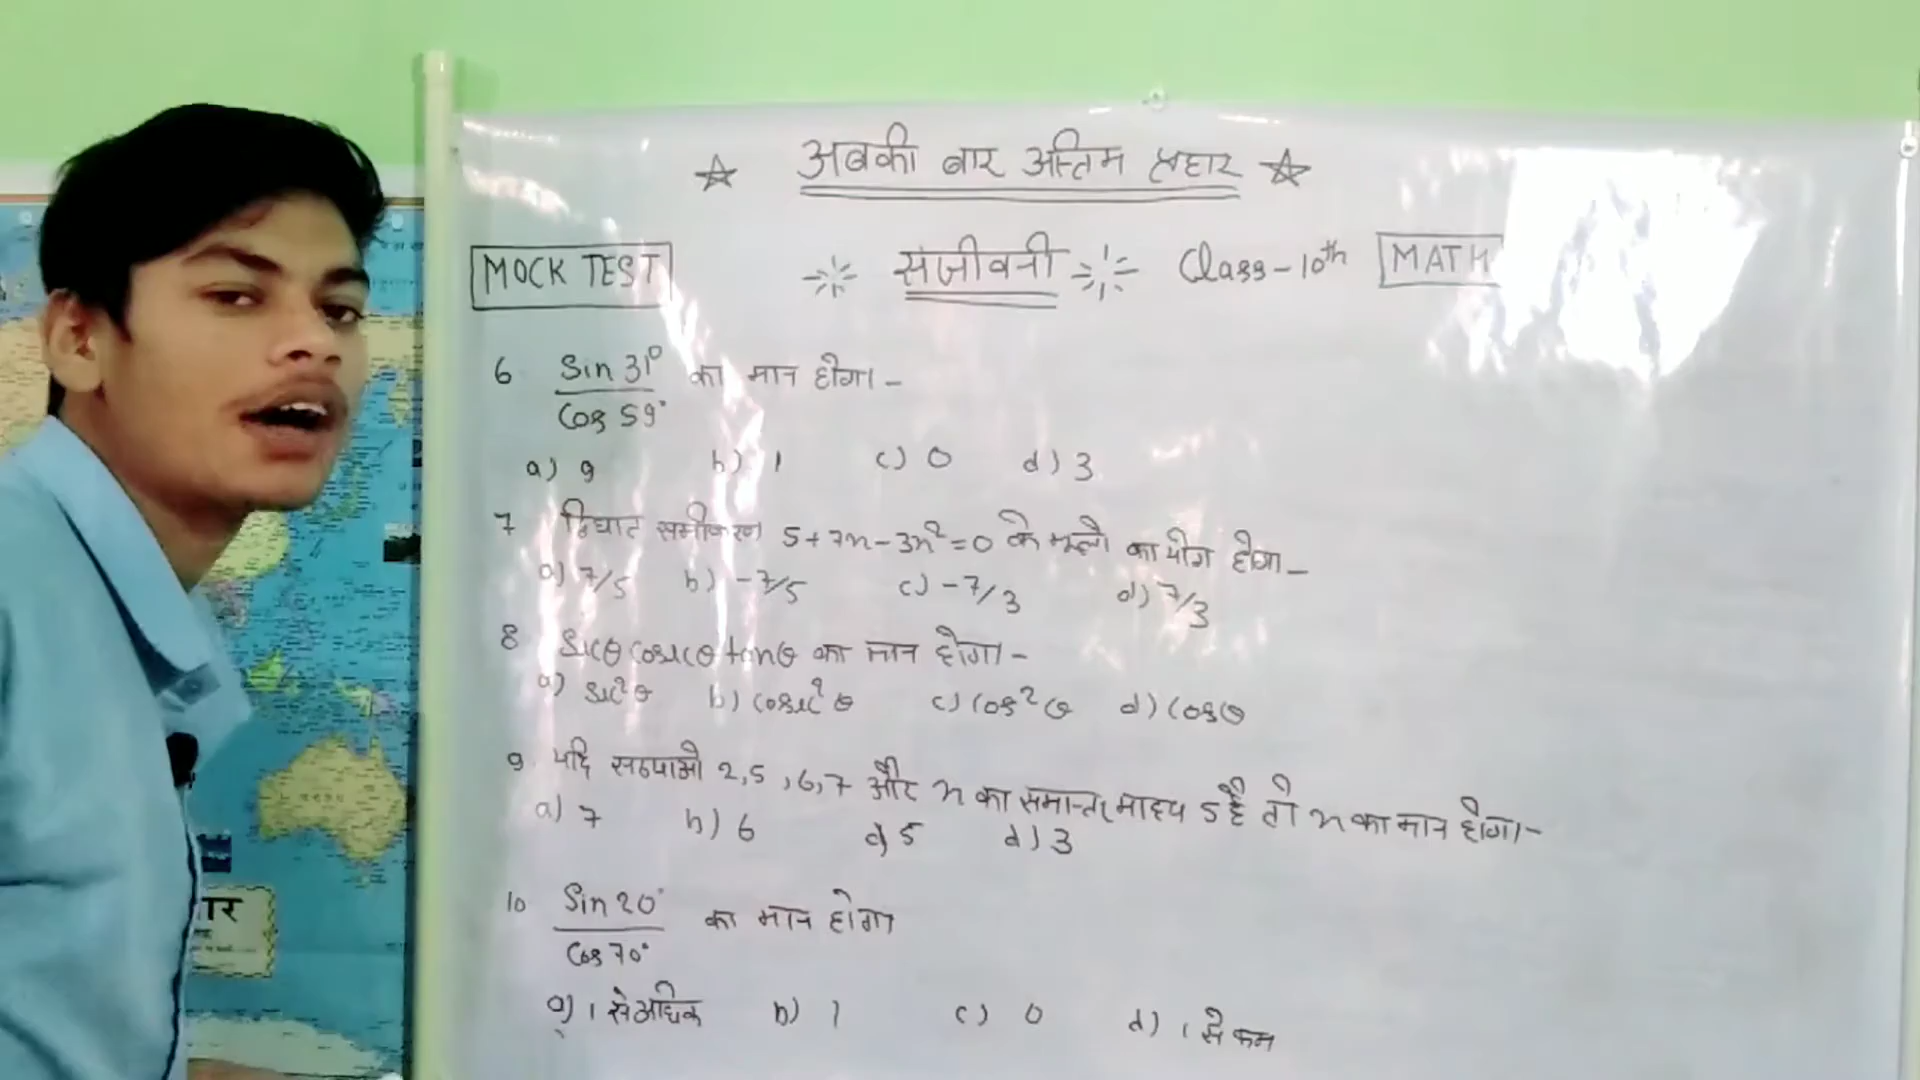 अबकी बार अन्तिम प्रहार
MOCK TEST संजीवनी Class-10th MATH
6 Sin 31° / Cos 59° का मान होगा-
a) 9 b) 1 c) 0 d) 3
7 द्विघात समीकरण 5+7x-3x²=0 के मूलो का योग होगा-
a) 7/5 b) -7/5 c) -7/3 d) 7/3
8 secθ cosecθ tanθ का मान होगा-
a) sec²θ b) cosec²θ c) cos²θ d) cosθ
9. यदि संख्याओ 2,5,6,7 और x का समान्तर माध्य 5 है तो x का मान होगा-
a) 7 b) 6 c) 5 d) 3
10 Sin 20° / Cos 70° का मान होगा
a) 1 से अधिक b) 1 c) 0 d) 1 से कम
ार